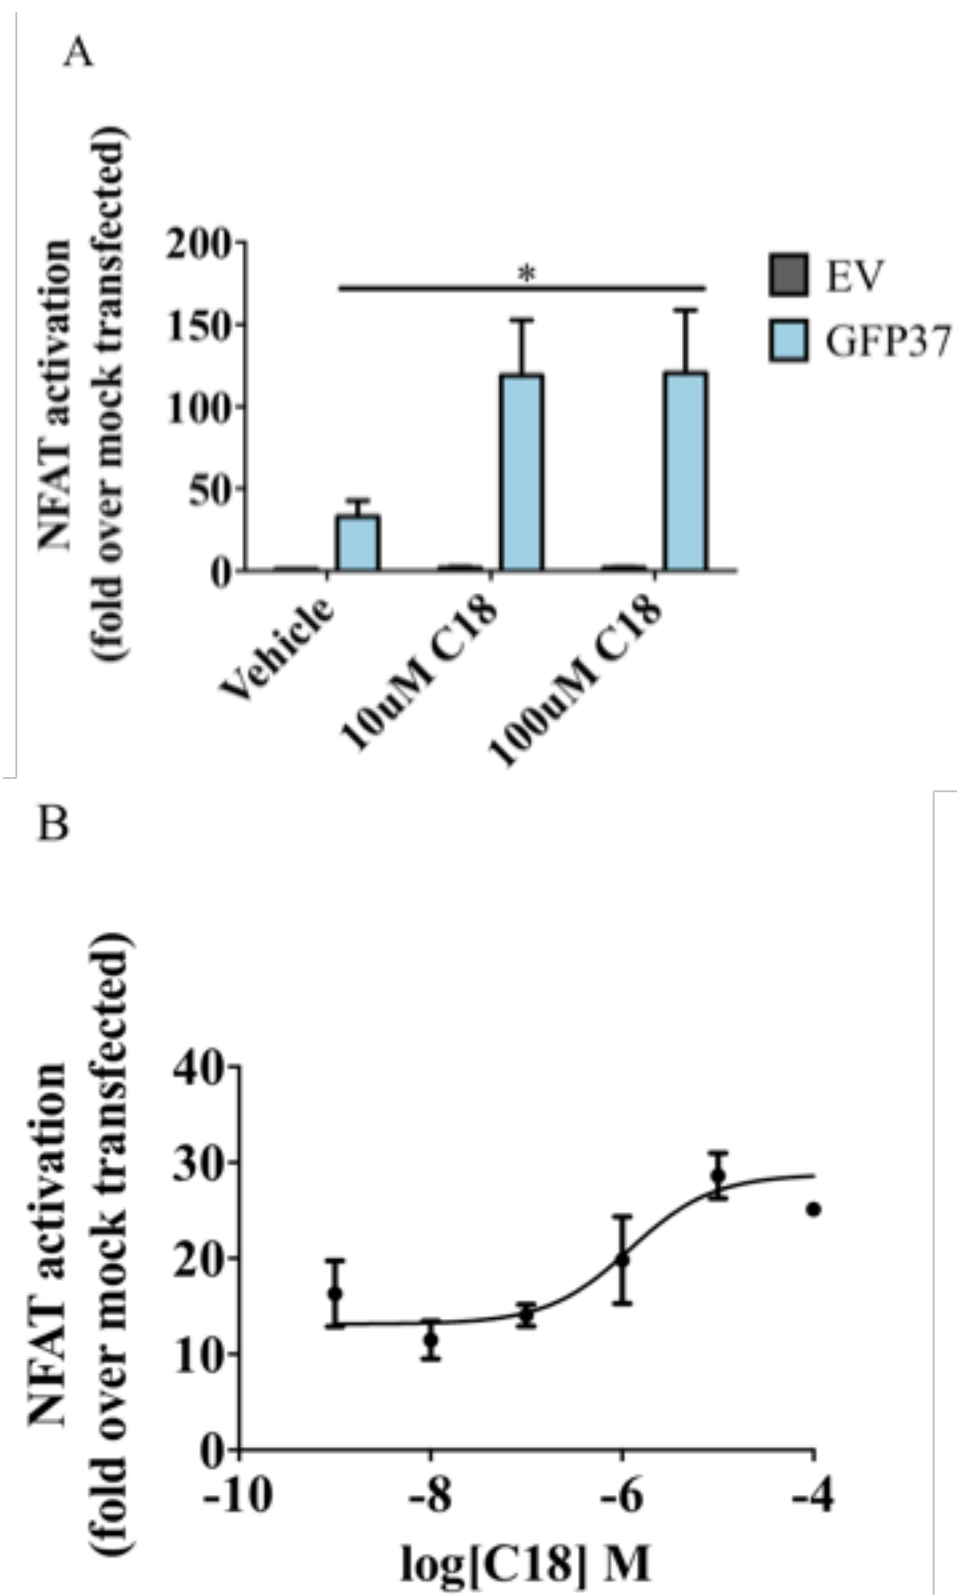 A
NFAT activation
(fold over mock transfected)
200
150
100
50
0
*
EV
GFP37
Vehicle
10uM C18
100uM C18
B
NFAT activation
(fold over mock transfected)
40
30
20
10
0
-10
-8
-6
-4
log[C18] M